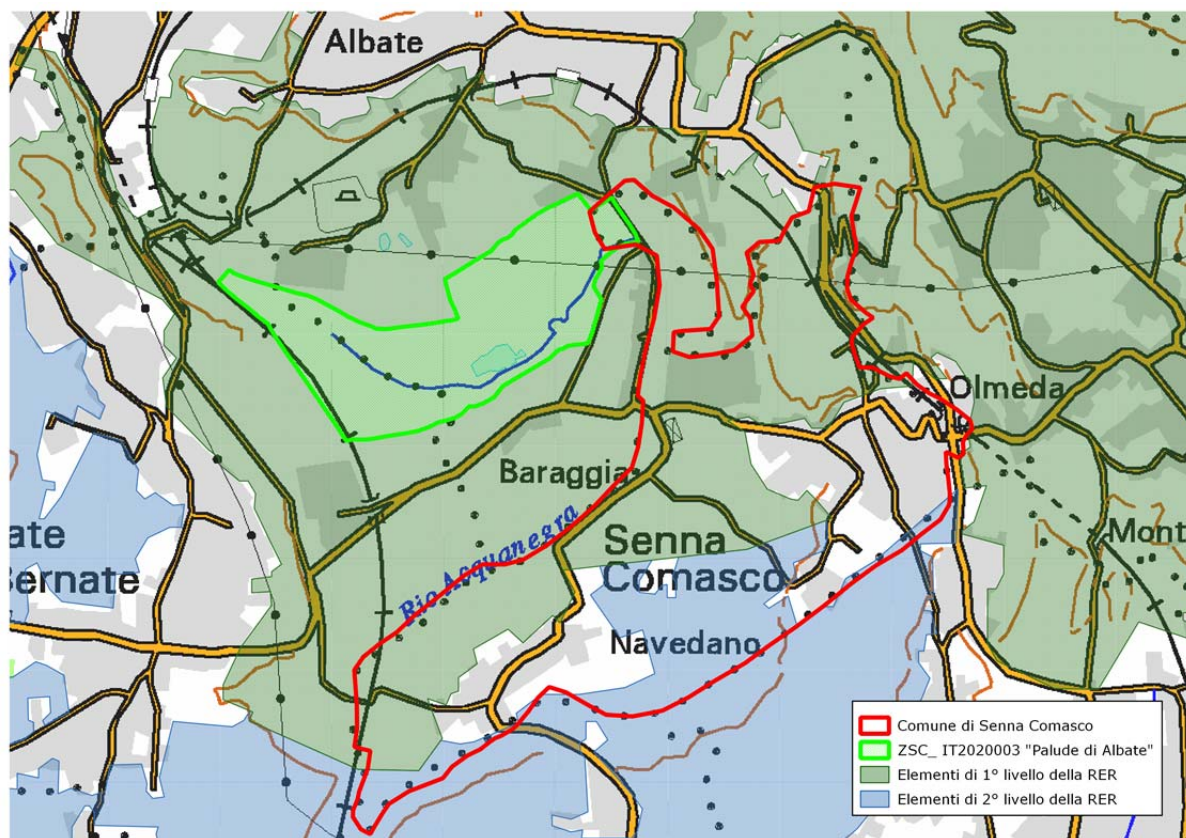 Albate
Olmeda
Baraggia
Rio Acquanegra
Senna
Comasco
Mont
ate
Bernate
Navedano
Comune di Senna Comasco
ZSC_ IT2020003 "Palude di Albate"
Elementi di 1° livello della RER
Elementi di 2° livello della RER